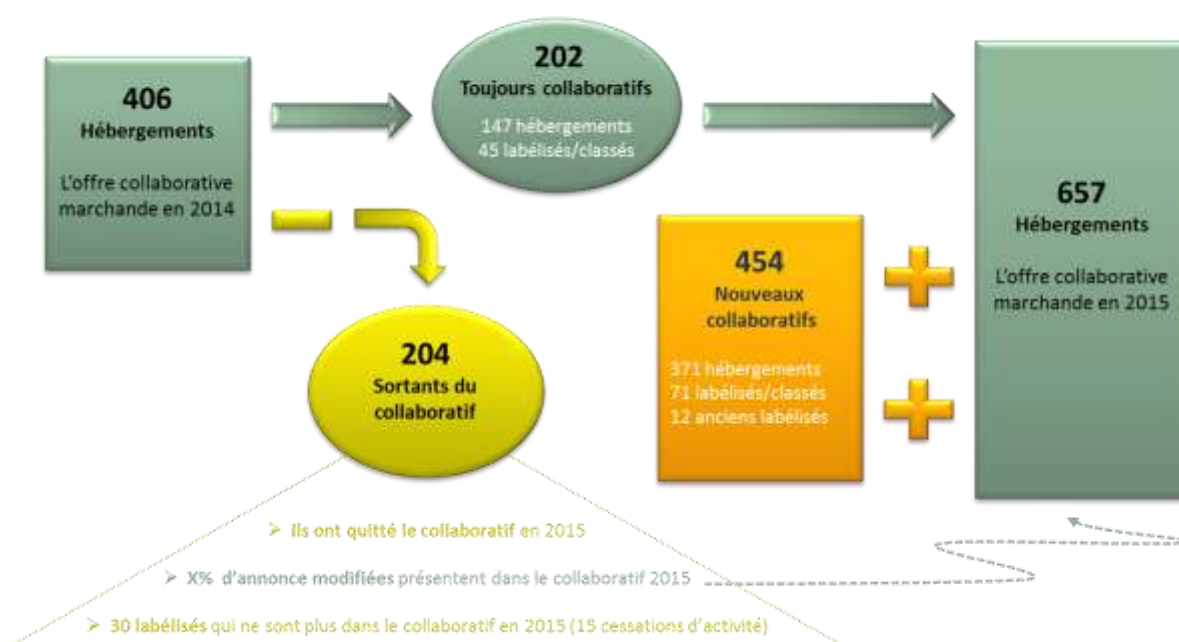 406
Hébergements
L'offre collaborative
marchande en 2014
202
Toujours collaboratifs
147 hébergements
45 labélisés/classés
657
Hébergements
L'offre collaborative
marchande en 2015
454
Nouveaux
collaboratifs
371 hébergements
71 labélisés/classés
12 anciens labélisés
204
Sortants du
collaboratif
➢ Ils ont quitté le collaboratif en 2015
➢ X% d'annonce modifiées présentent dans le collaboratif 2015
➢ 30 labélisés qui ne sont plus dans le collaboratif en 2015 (15 cessations d'activité)